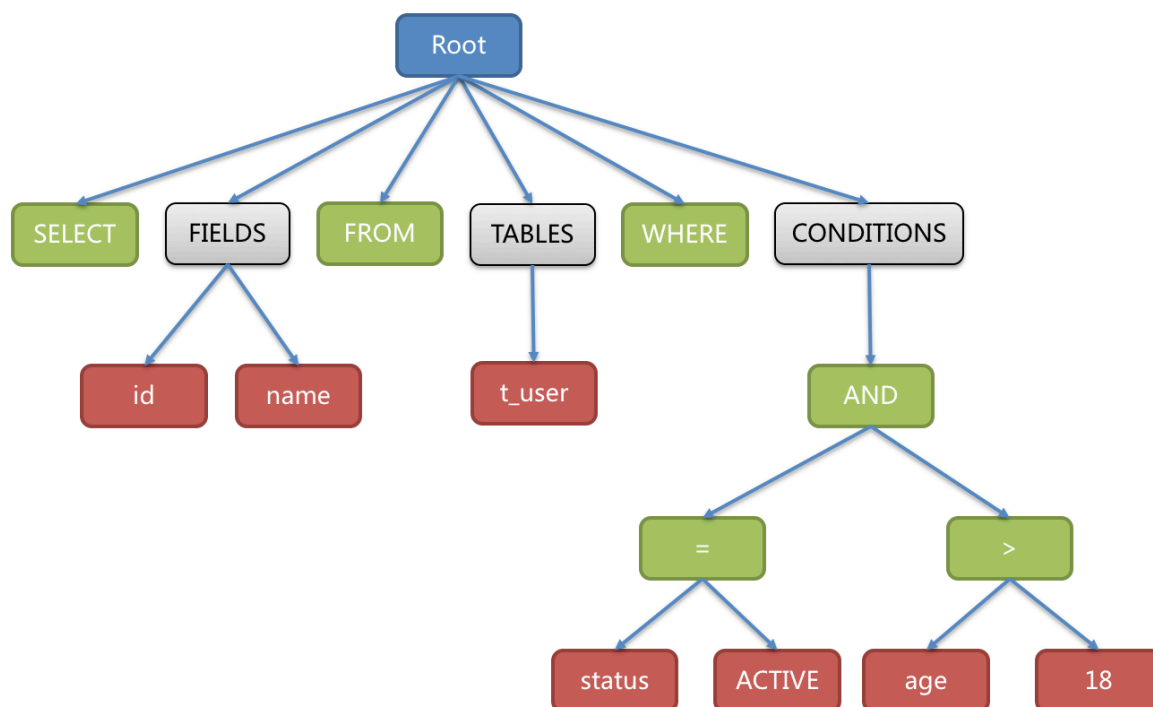 Root
SELECT FIELDS FROM TABLES WHERE CONDITIONS
id name t_user AND
= >
status ACTIVE age 18